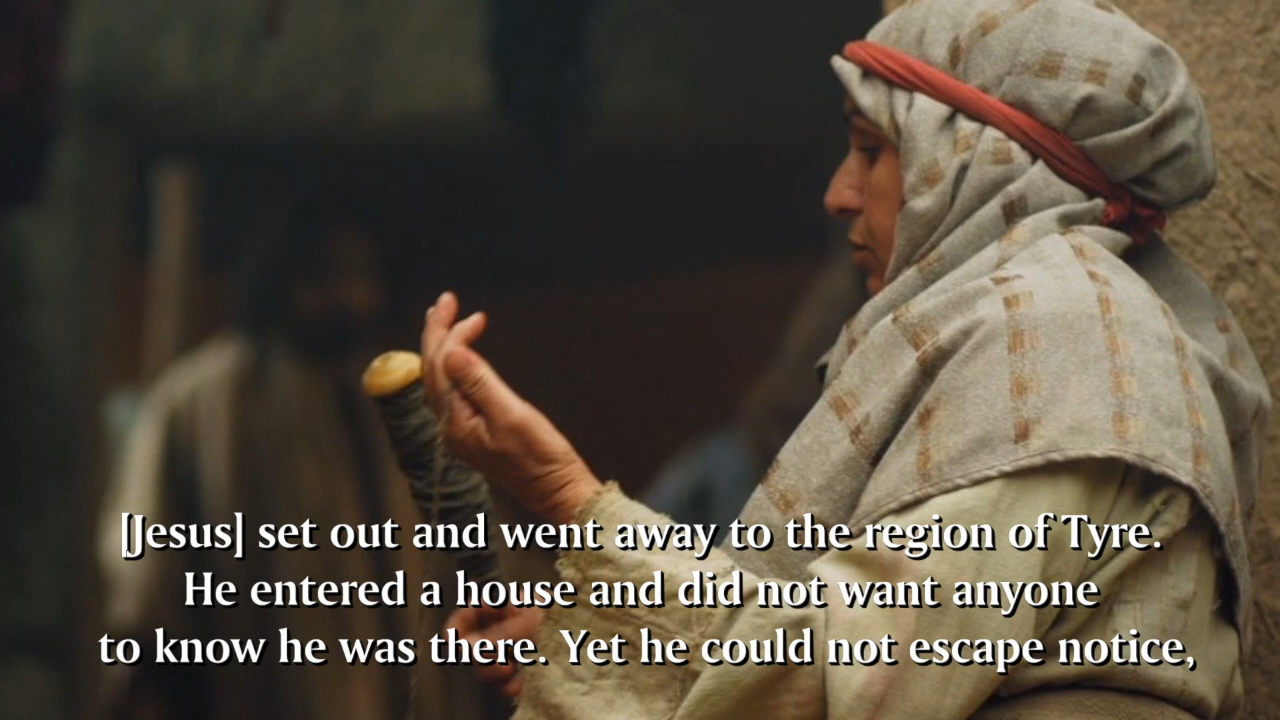 [Jesus] set out and went away to the region of Tyre.
He entered a house and did not want anyone
to know he was there. Yet he could not escape notice,